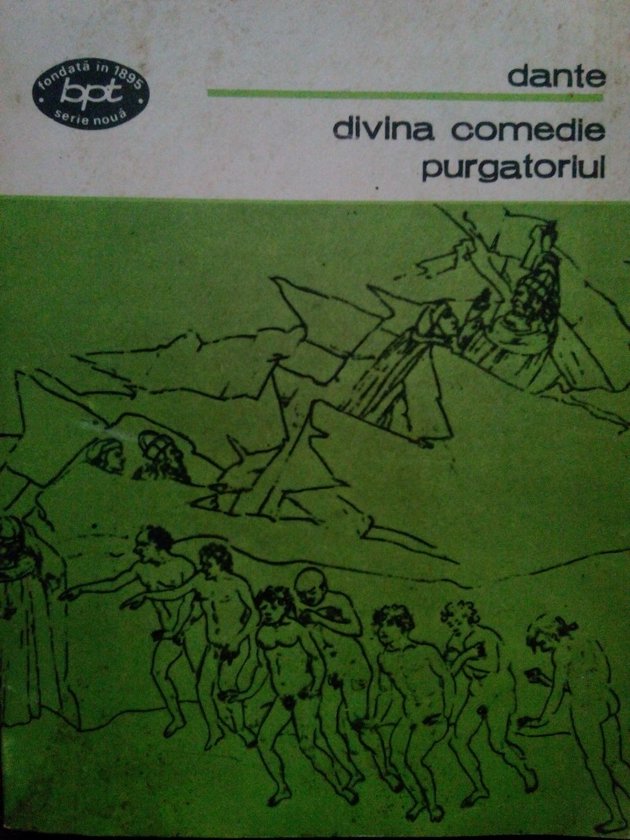 fondată în 1895
bpt
serie nouă
dante
divina comedie
purgatoriul